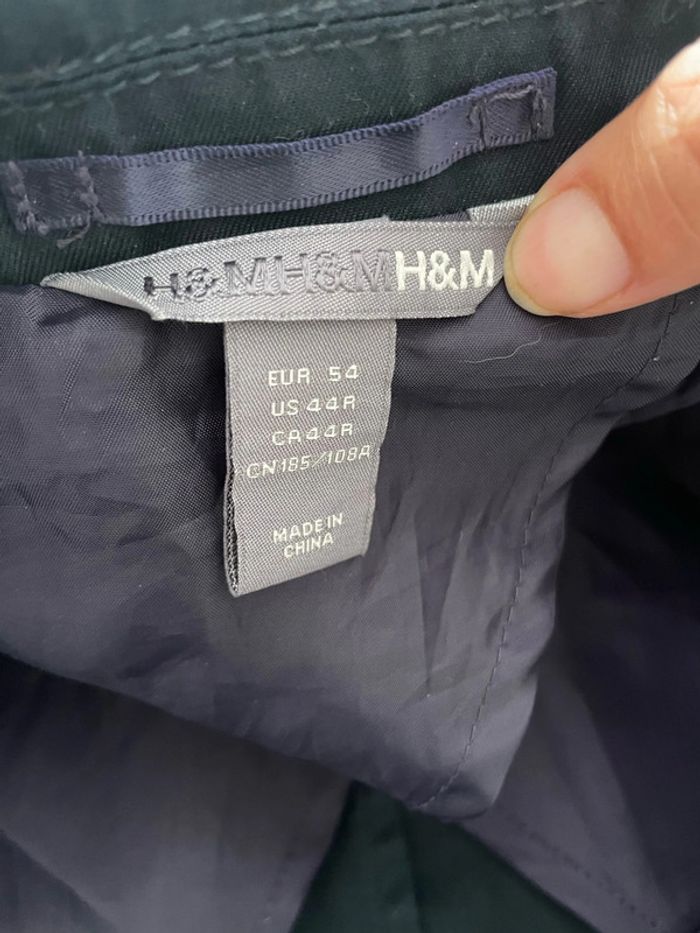 H&MH&MH&M
EUR 54
US 44R
CA 44R
CN 185/108A
MADE IN
CHINA